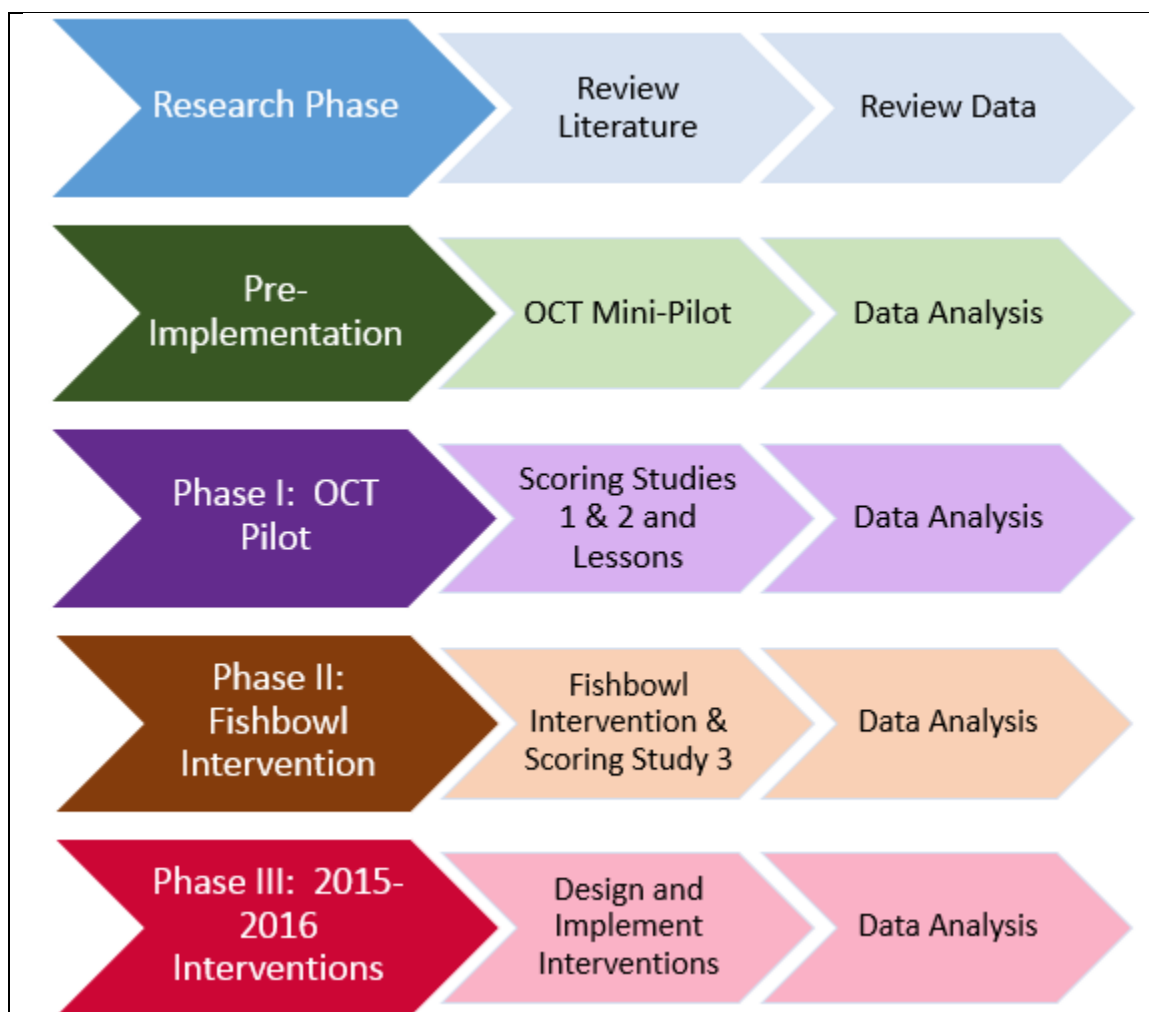 Research Phase
Review
Literature
Review Data
Pre-
Implementation
OCT Mini-Pilot
Data Analysis
Phase I:  OCT
Pilot
Scoring Studies
1 & 2 and
Lessons
Data Analysis
Phase II:
Fishbowl
Intervention
Fishbowl
Intervention &
Scoring Study 3
Data Analysis
Phase III:  2015-
2016
Interventions
Design and
Implement
Interventions
Data Analysis